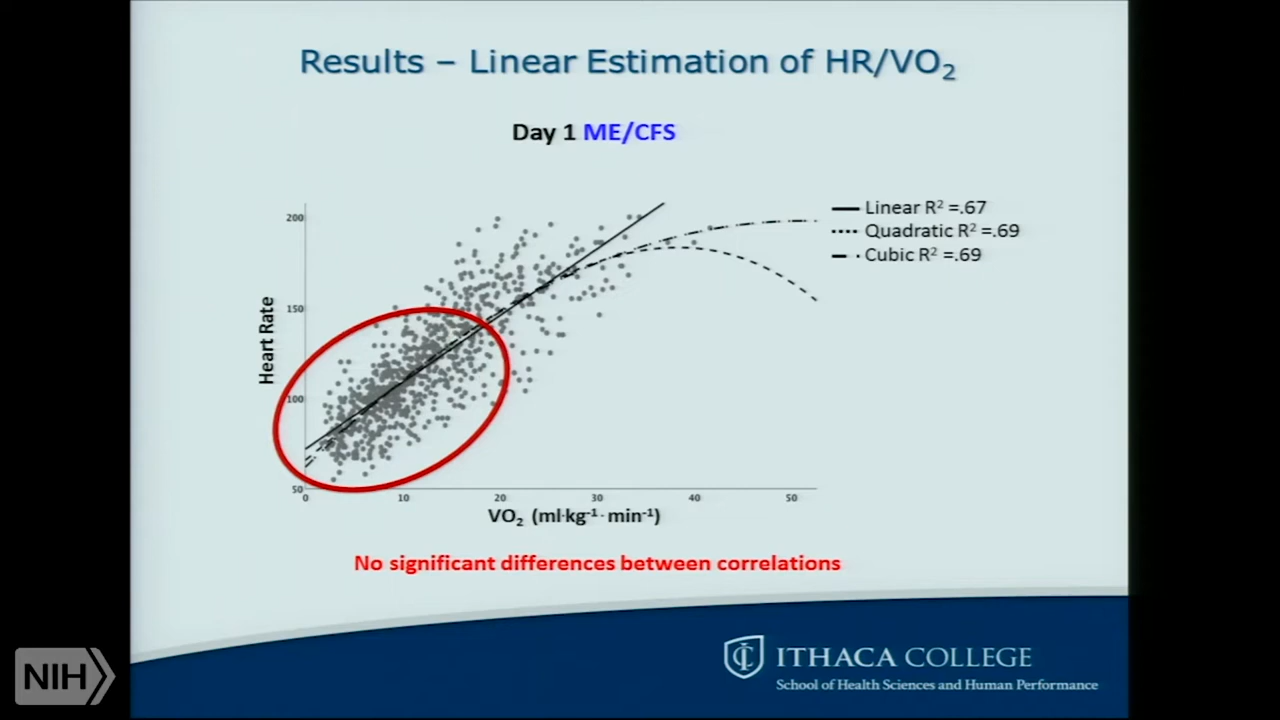 Results – Linear Estimation of HR/VO₂
Day 1 ME/CFS
Linear R² =.67
Quadratic R² =.69
Cubic R² =.69
Heart Rate
200
150
100
50
0 10 20 30 40 50
VO₂ (ml·kg⁻¹· min⁻¹)
No significant differences between correlations
ITHACA COLLEGE
School of Health Sciences and Human Performance
NIH